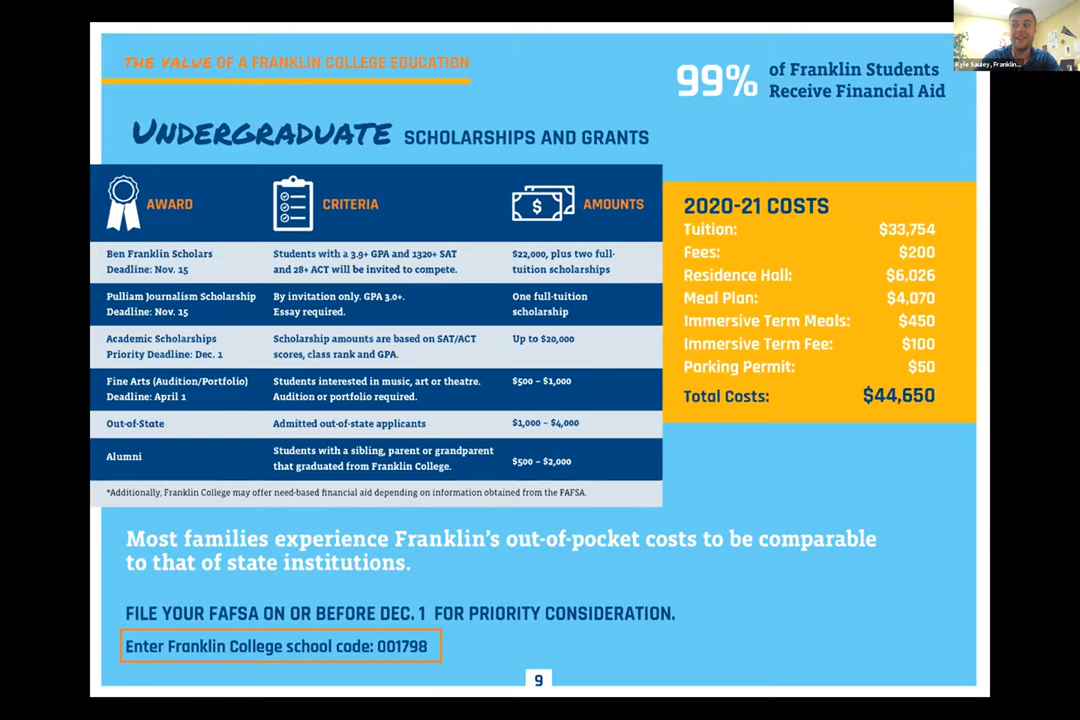 THE VALUE OF A FRANKLIN COLLEGE EDUCATION
99%
of Franklin Students
Receive Financial Aid
Kyle Sauley, Franklin...
UNDERGRADUATE SCHOLARSHIPS AND GRANTS
AWARD
CRITERIA
AMOUNTS
Ben Franklin Scholars
Deadline: Nov. 15
Students with a 3.9+ GPA and 1320+ SAT
and 28+ ACT will be invited to compete.
$22,000, plus two full-
tuition scholarships
Pulliam Journalism Scholarship
Deadline: Nov. 15
By invitation only. GPA 3.0+.
Essay required.
One full-tuition
scholarship
Academic Scholarships
Priority Deadline: Dec. 1
Scholarship amounts are based on SAT/ACT
scores, class rank and GPA.
Up to $20,000
Fine Arts (Audition/Portfolio)
Deadline: April 1
Students interested in music, art or theatre.
Audition or portfolio required.
$500 – $1,000
Out-of-State
Admitted out-of-state applicants
$1,000 – $4,000
Alumni
Students with a sibling, parent or grandparent
that graduated from Franklin College.
$500 – $2,000
*Additionally, Franklin College may offer need-based financial aid depending on information obtained from the FAFSA.
2020-21 COSTS
Tuition: $33,754
Fees: $200
Residence Hall: $6,026
Meal Plan: $4,070
Immersive Term Meals: $450
Immersive Term Fee: $100
Parking Permit: $50
Total Costs: $44,650
Most families experience Franklin's out-of-pocket costs to be comparable
to that of state institutions.
FILE YOUR FAFSA ON OR BEFORE DEC. 1 FOR PRIORITY CONSIDERATION.
Enter Franklin College school code: 001798
9